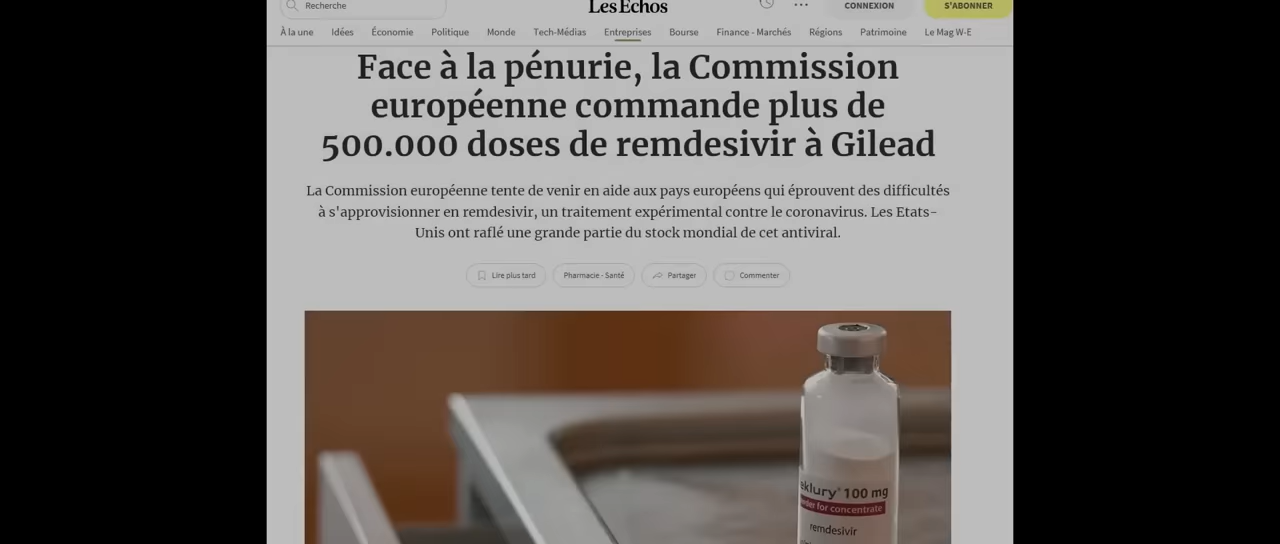 Recherche
Les Echos
CONNEXION
S'ABONNER
À la une Idées Économie Politique Monde Tech-Médias Entreprises Bourse Finance - Marchés Régions Patrimoine Le Mag W-E
Face à la pénurie, la Commission
européenne commande plus de
500.000 doses de remdesivir à Gilead
La Commission européenne tente de venir en aide aux pays européens qui éprouvent des difficultés
à s'approvisionner en remdesivir, un traitement expérimental contre le coronavirus. Les Etats-
Unis ont raflé une grande partie du stock mondial de cet antiviral.
Lire plus tard
Pharmacie - Santé
Partager
Commenter
eklury® 100 mg
for concentrate
remdesivir